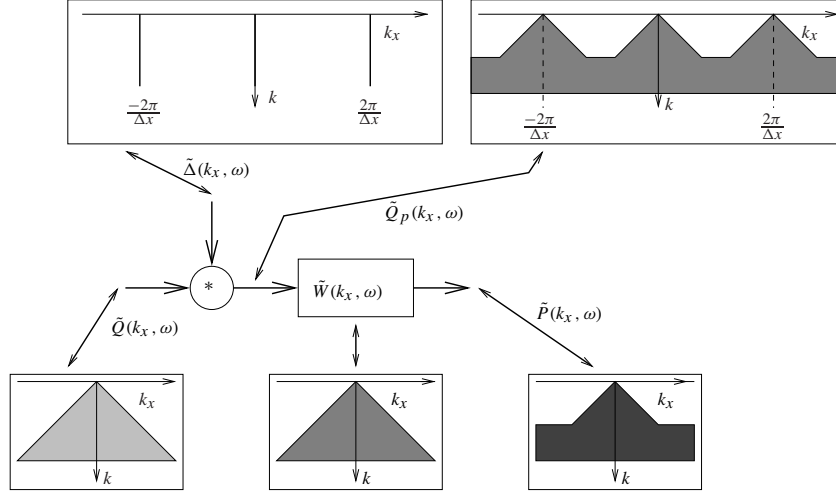 k_x
k
−2π/Δx
2π/Δx
k_x
k
−2π/Δx
2π/Δx
Δ̃(k_x, ω)
Q̃_p(k_x, ω)
*
W̃(k_x, ω)
Q̃(k_x, ω)
P̃(k_x, ω)
k_x
k
k_x
k
k_x
k